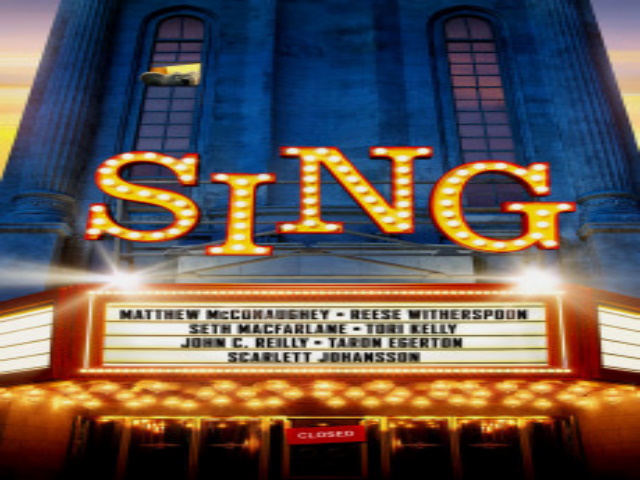 SING
MATTHEW McCONAUGHEY - REESE WITHERSPOON
SETH MACFARLANE - TORI KELLY
JOHN C. REILLY - TARON EGERTON
SCARLETT JOHANSSON
CLOSED